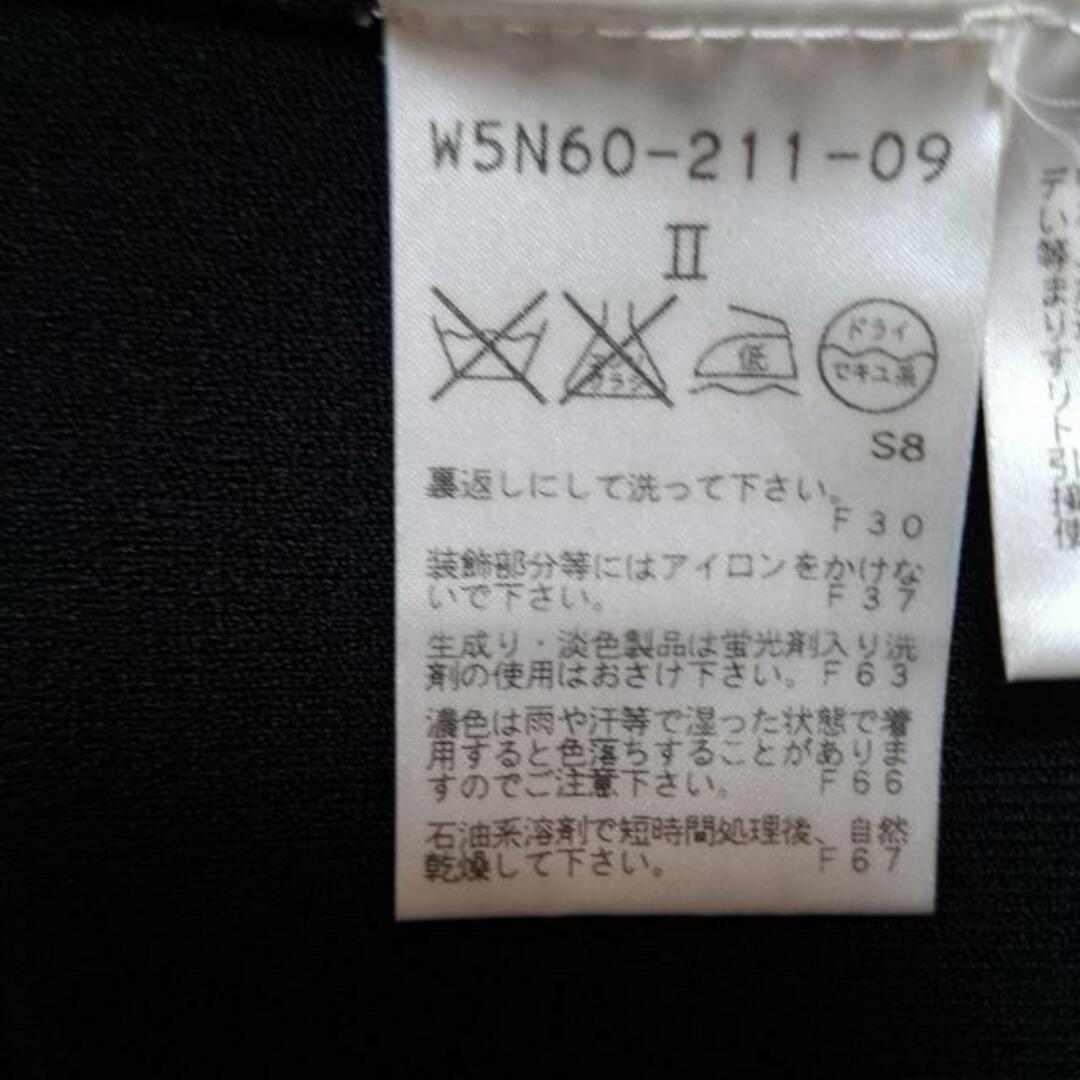 W5N60-211-09
II
低
ドライ
セキユ系
S8
裏返しにして洗って下さい。
F30
装飾部分等にはアイロンをかけな
いで下さい。 F37
生成り・淡色製品は蛍光剤入り洗
剤の使用はおさけ下さい。F63
濃色は雨や汗等で湿った状態で着
用すると色落ちすることがありま
すのでご注意下さい。 F66
石油系溶剤で短時間処理後、自然
乾燥して下さい。 F67